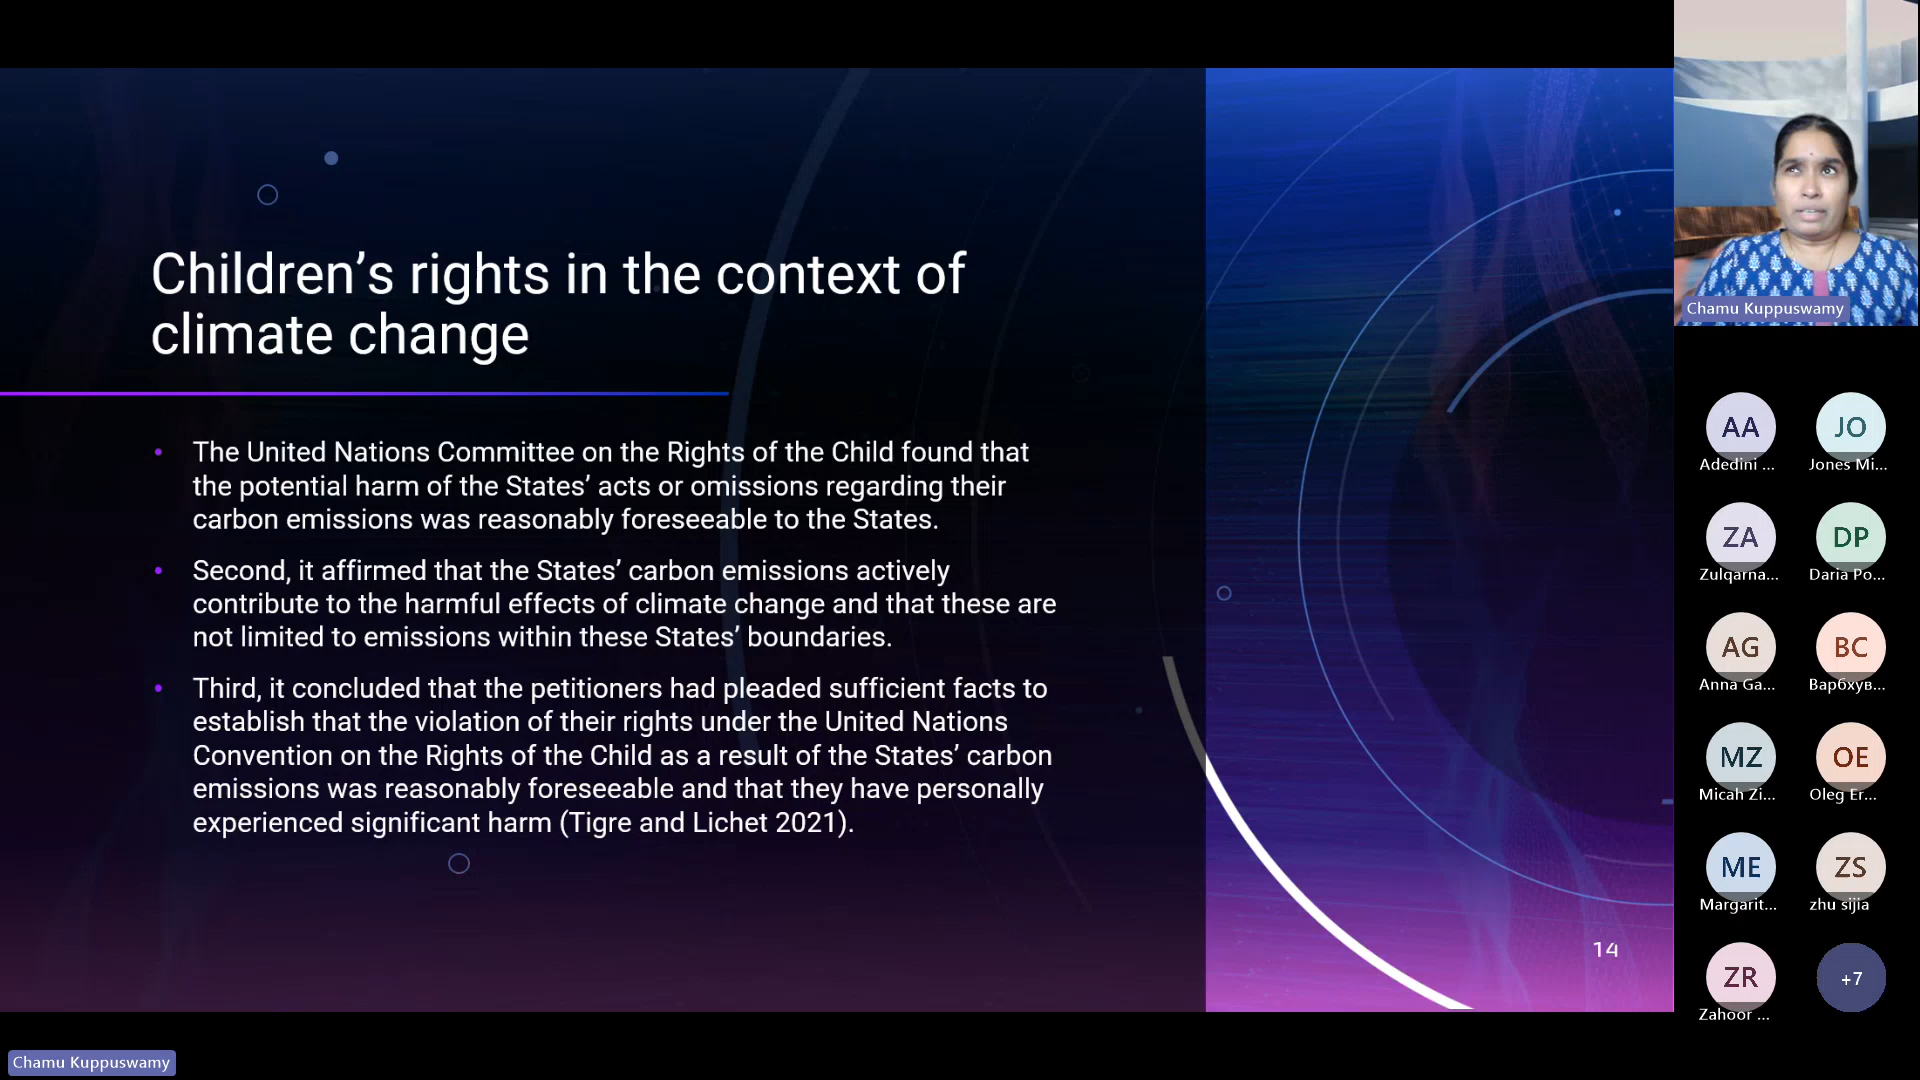 Children’s rights in the context of
climate change
• The United Nations Committee on the Rights of the Child found that
the potential harm of the States’ acts or omissions regarding their
carbon emissions was reasonably foreseeable to the States.
• Second, it affirmed that the States’ carbon emissions actively
contribute to the harmful effects of climate change and that these are
not limited to emissions within these States’ boundaries.
• Third, it concluded that the petitioners had pleaded sufficient facts to
establish that the violation of their rights under the United Nations
Convention on the Rights of the Child as a result of the States’ carbon
emissions was reasonably foreseeable and that they have personally
experienced significant harm (Tigre and Lichet 2021).
14
Chamu Kuppuswamy
AA
Adedini ...
JO
Jones Mi...
ZA
Zulqarna...
DP
Daria Po...
AG
Anna Ga...
BC
Варбхув...
MZ
Micah Zi...
OE
Oleg Er...
ME
Margarit...
ZS
zhu sijia
ZR
Zahoor ...
+7
Chamu Kuppuswamy